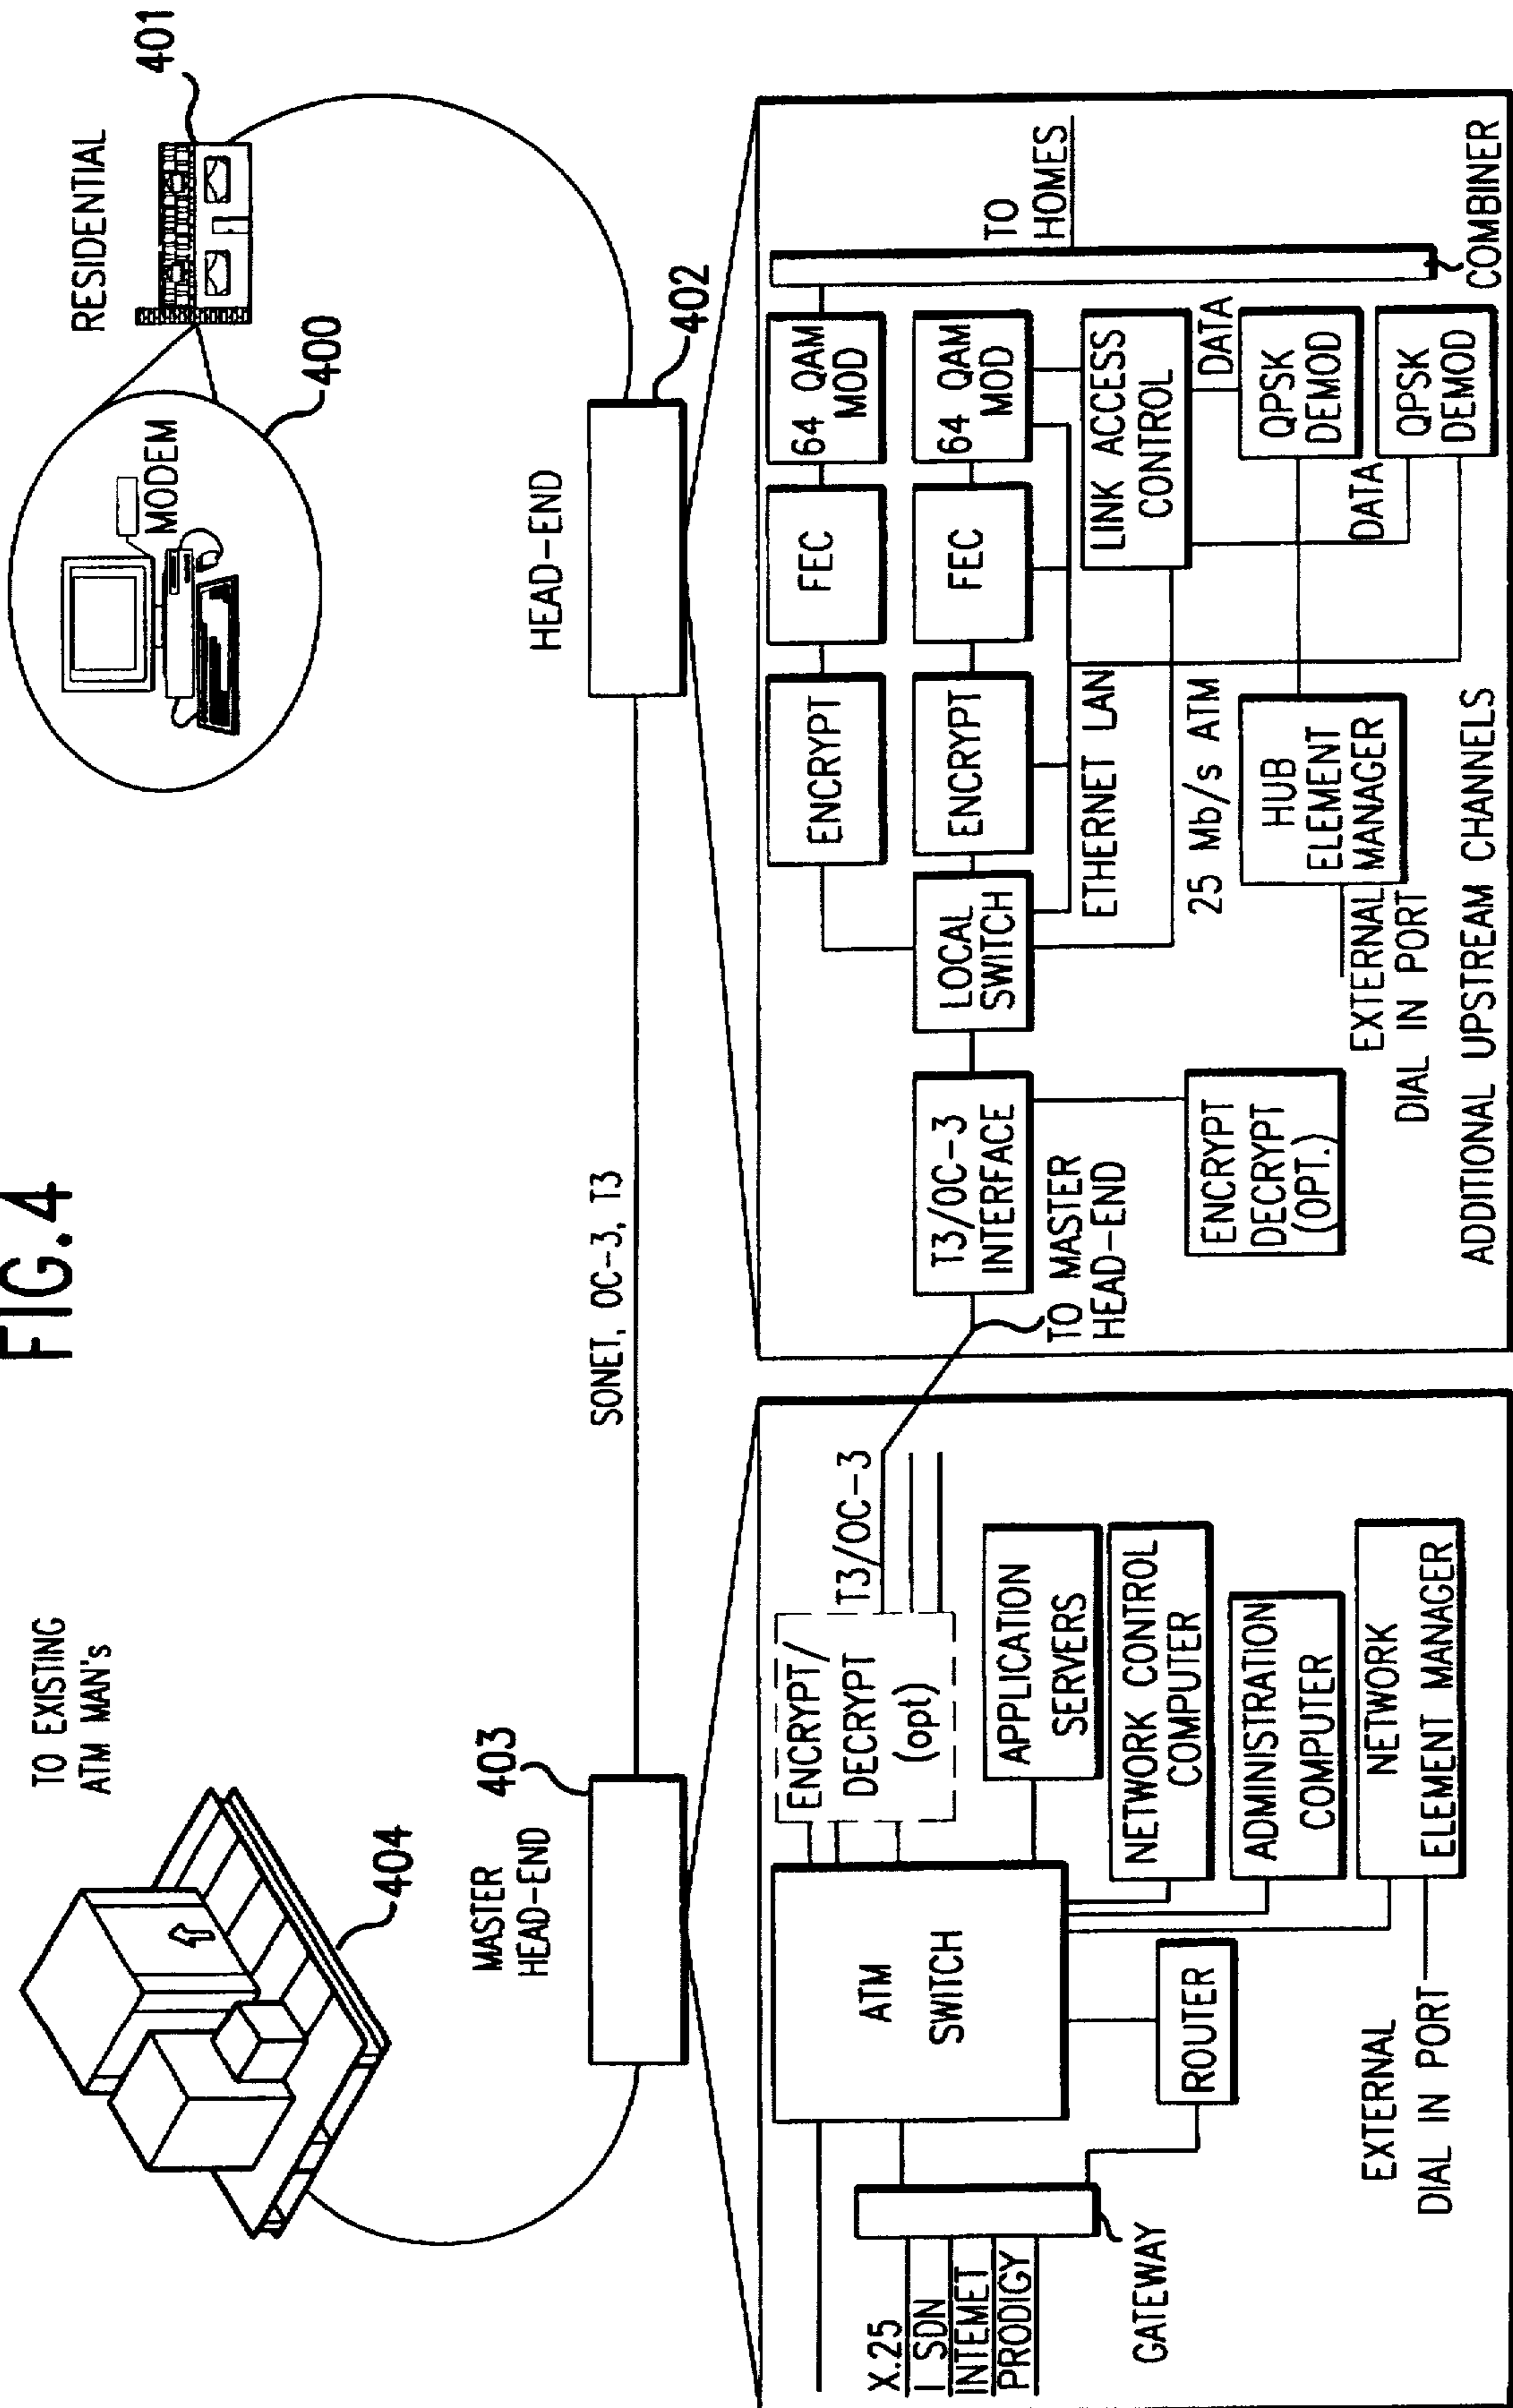 FIG.4
TO EXISTING
ATM MAN's
404
RESIDENTIAL
401
MODEM
400
MASTER
HEAD-END
403
SONET, OC-3, T3
HEAD-END
402
ENCRYPT/
DECRYPT
(opt)
T3/OC-3
ATM
SWITCH
APPLICATION
SERVERS
NETWORK CONTROL
COMPUTER
ADMINISTRATION
COMPUTER
NETWORK
ELEMENT MANAGER
ROUTER
X.25
I SDN
INTEMET
PRODIGY
GATEWAY
EXTERNAL
DIAL IN PORT
ENCRYPT
FEC
64 QAM
MOD
TO
HOMES
T3/OC-3
INTERFACE
LOCAL
SWITCH
ENCRYPT
FEC
64 QAM
MOD
TO MASTER
HEAD-END
ETHERNET LAN
LINK ACCESS
CONTROL
25 Mb/s ATM
DATA
ENCRYPT
DECRYPT
(OPT.)
HUB
ELEMENT
MANAGER
QPSK
DEMOD
EXTERNAL
DIAL IN PORT
DATA
QPSK
DEMOD
ADDITIONAL UPSTREAM CHANNELS
COMBINER